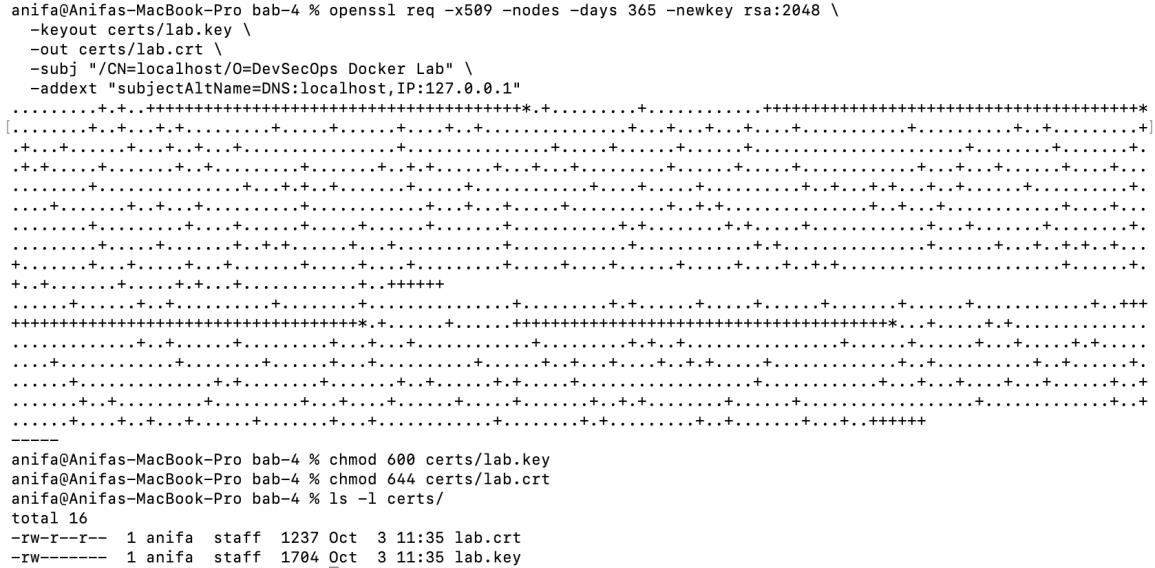 anifa@Anifas-MacBook-Pro bab-4 % openssl req -x509 -nodes -days 365 -newkey rsa:2048 \
  -keyout certs/lab.key \
  -out certs/lab.crt \
  -subj "/CN=localhost/O=DevSecOps Docker Lab" \
  -addext "subjectAltName=DNS:localhost,IP:127.0.0.1"
-----
anifa@Anifas-MacBook-Pro bab-4 % chmod 600 certs/lab.key
anifa@Anifas-MacBook-Pro bab-4 % chmod 644 certs/lab.crt
anifa@Anifas-MacBook-Pro bab-4 % ls -l certs/
total 16
-rw-r--r--  1 anifa  staff  1237 Oct  3 11:35 lab.crt
-rw-------  1 anifa  staff  1704 Oct  3 11:35 lab.key